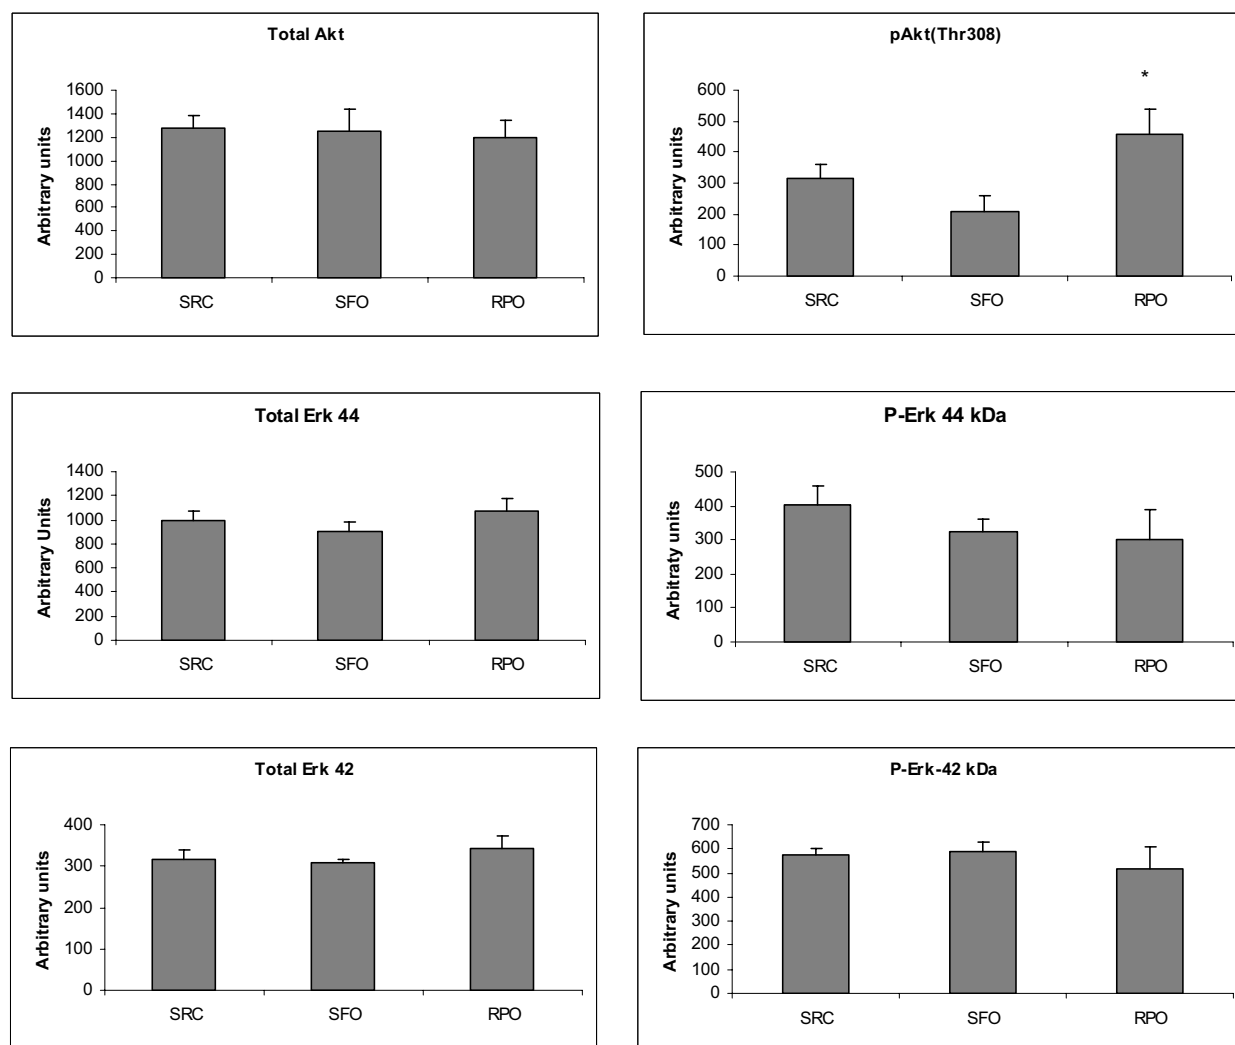 Total Akt
Arbitrary units
1600
1400
1200
1000
800
600
400
200
0
SRC SFO RPO
pAkt(Thr308)
*
Arbitrary units
600
500
400
300
200
100
0
SRC SFO RPO
Total Erk 44
Arbitrary Units
1400
1200
1000
800
600
400
200
0
SRC SFO RPO
P-Erk 44 kDa
Arbitraty units
500
400
300
200
100
0
SRC SFO RPO
Total Erk 42
Arbitrary units
400
300
200
100
0
SRC SFO RPO
P-Erk-42 kDa
Arbitrary units
700
600
500
400
300
200
100
0
SRC SFO RPO